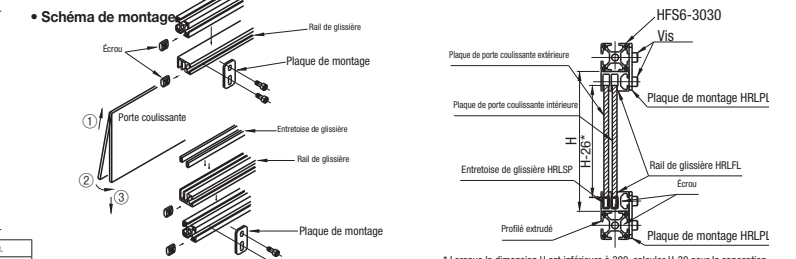 • Schéma de montage
Écrou
Rail de glissière
Plaque de montage
①
Porte coulissante
②
③
Entretoise de glissière
Rail de glissière
Plaque de montage
HFS6-3030
Vis
Plaque de porte coulissante extérieure
Plaque de montage HRLPL
Plaque de porte coulissante intérieure
H
H-26*
Rail de glissière HRLFL
Entretoise de glissière HRLSP
Écrou
Profilé extrudé
Plaque de montage HRLPL